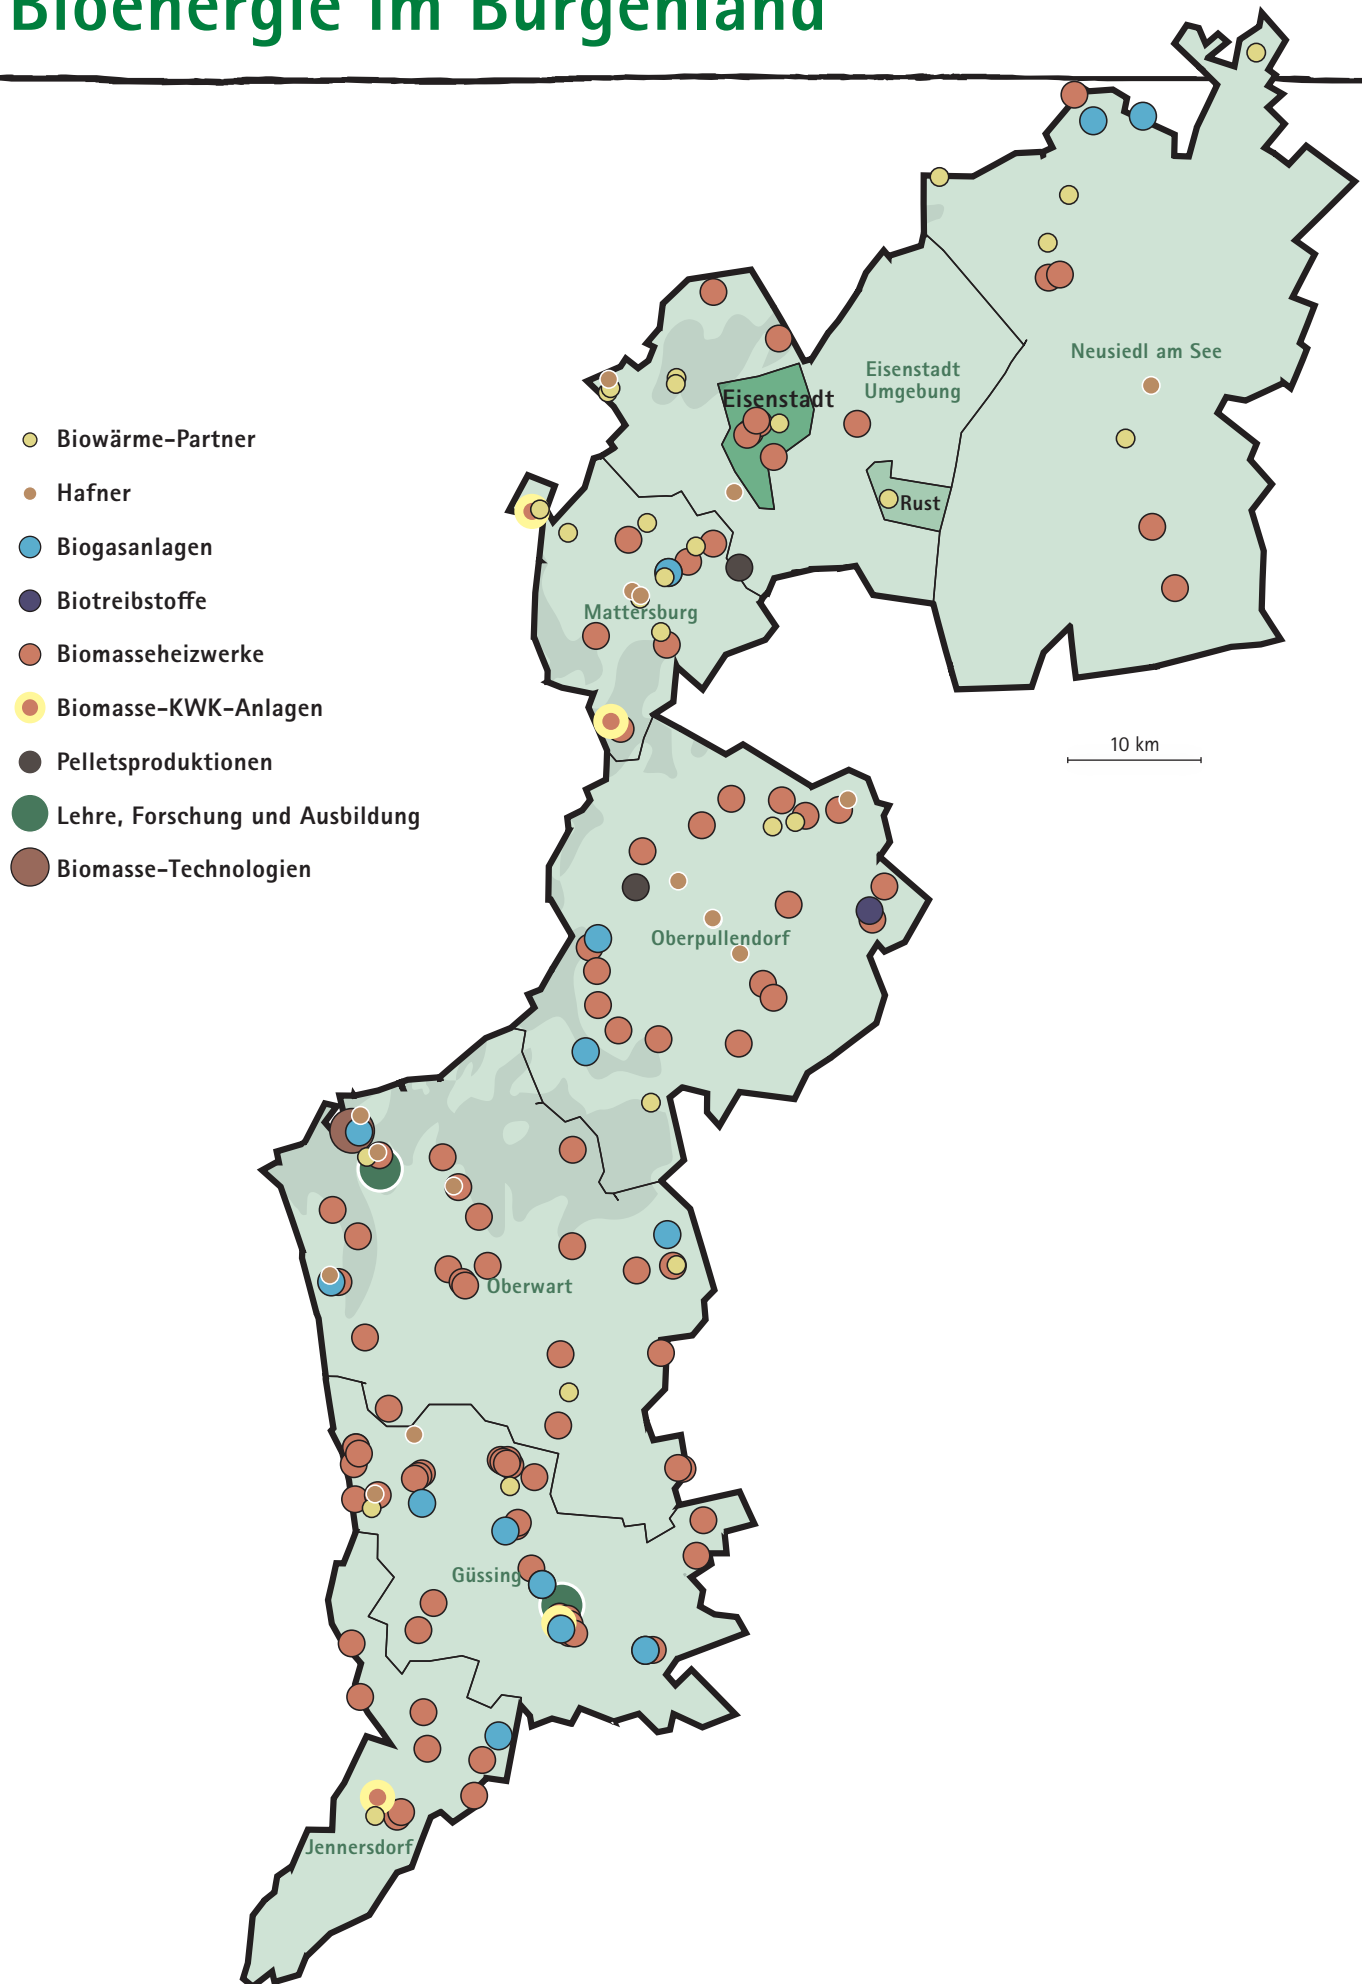 Bioenergie im Burgenland
Neusiedl am See
Eisenstadt
Umgebung
Eisenstadt
Rust
Biowärme-Partner
Hafner
Biogasanlagen
Biotreibstoffe
Biomasseheizwerke
Biomasse-KWK-Anlagen
Pelletsproduktionen
Lehre, Forschung und Ausbildung
Biomasse-Technologien
Mattersburg
10 km
Oberpullendorf
Oberwart
Güssing
Jennersdorf